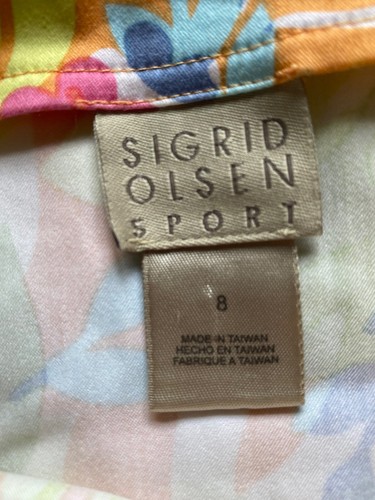 SIGRID
OLSEN
SPORT
8
MADE IN TAIWAN
HECHO EN TAIWAN
FABRIQUE A TAIWAN